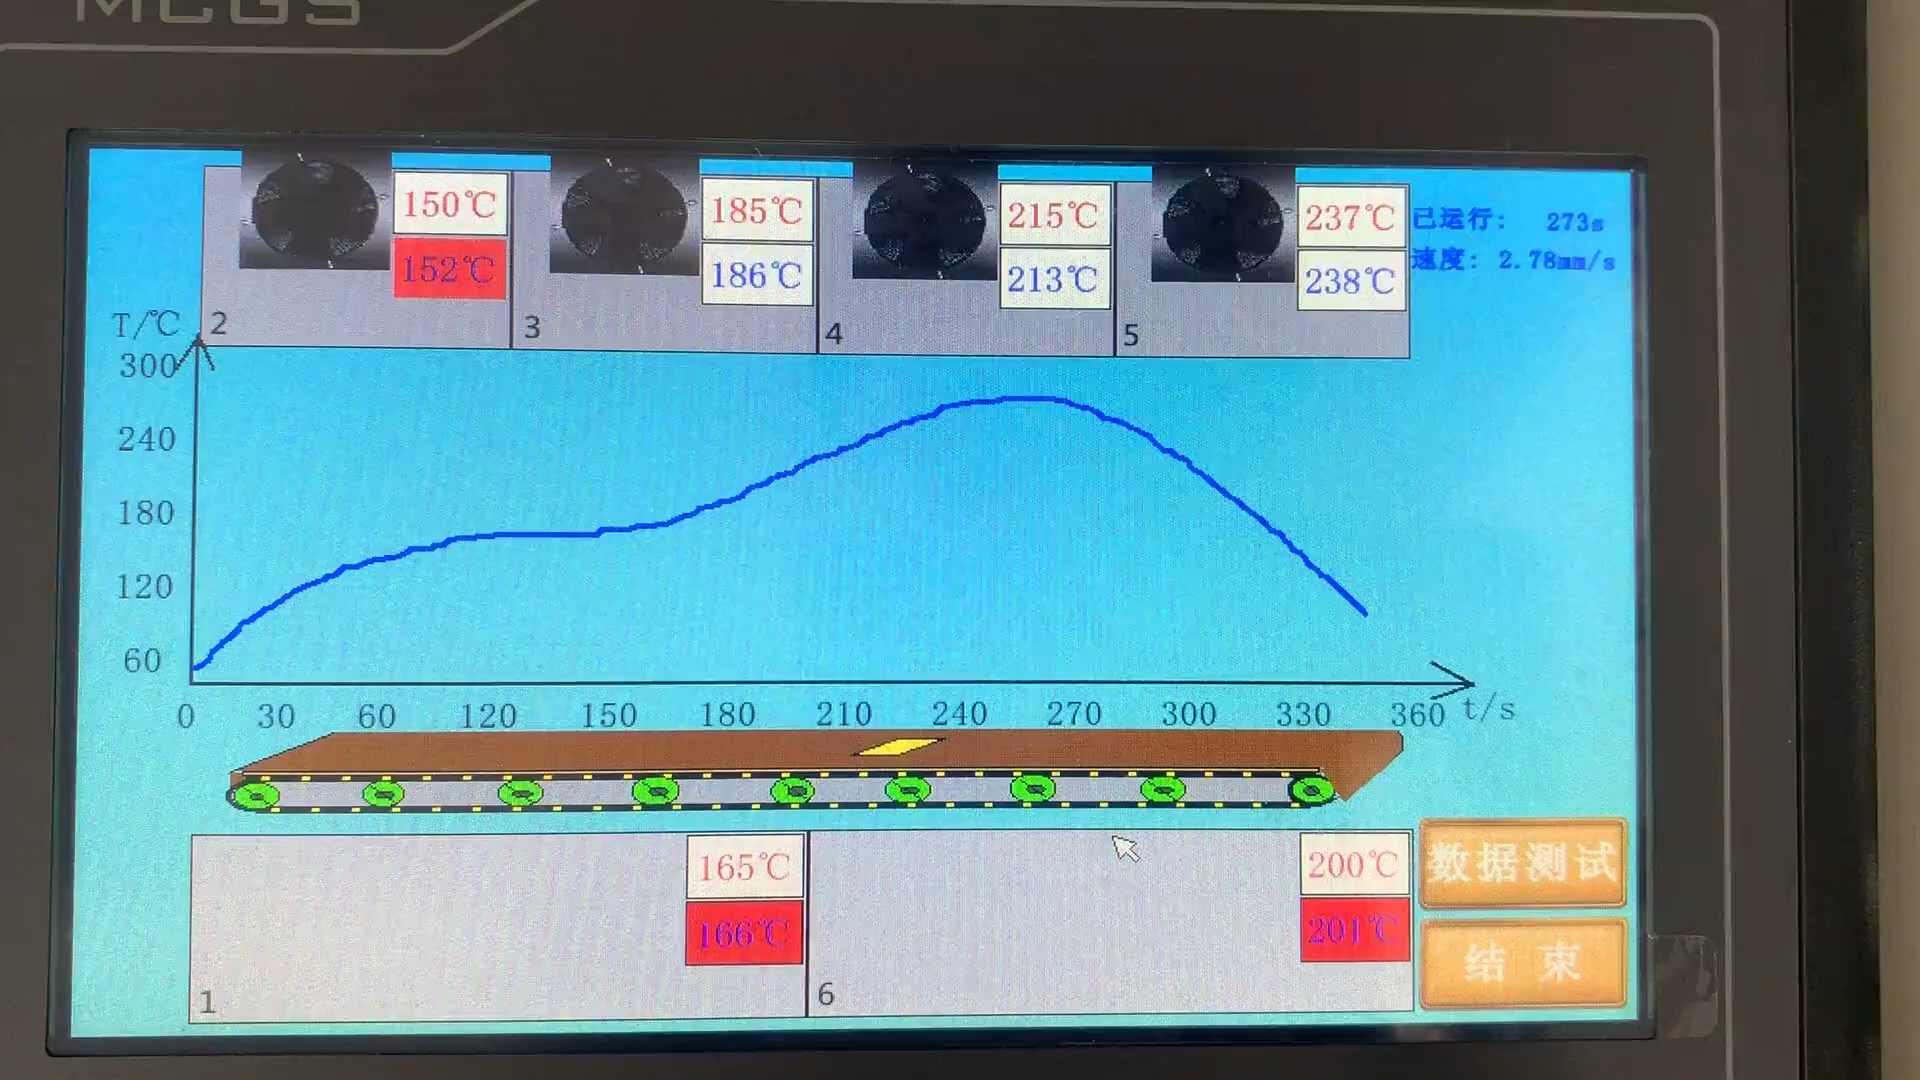 MCGS
150℃ 185℃ 215℃ 237℃ 已运行: 273s
152℃ 186℃ 213℃ 238℃ 速度: 2.78mm/s
2 3 4 5
T/℃
300
240
180
120
60
0 30 60 120 150 180 210 240 270 300 330 360 t/s
165℃ 200℃ 数据测试
166℃ 201℃ 结 束
1 6